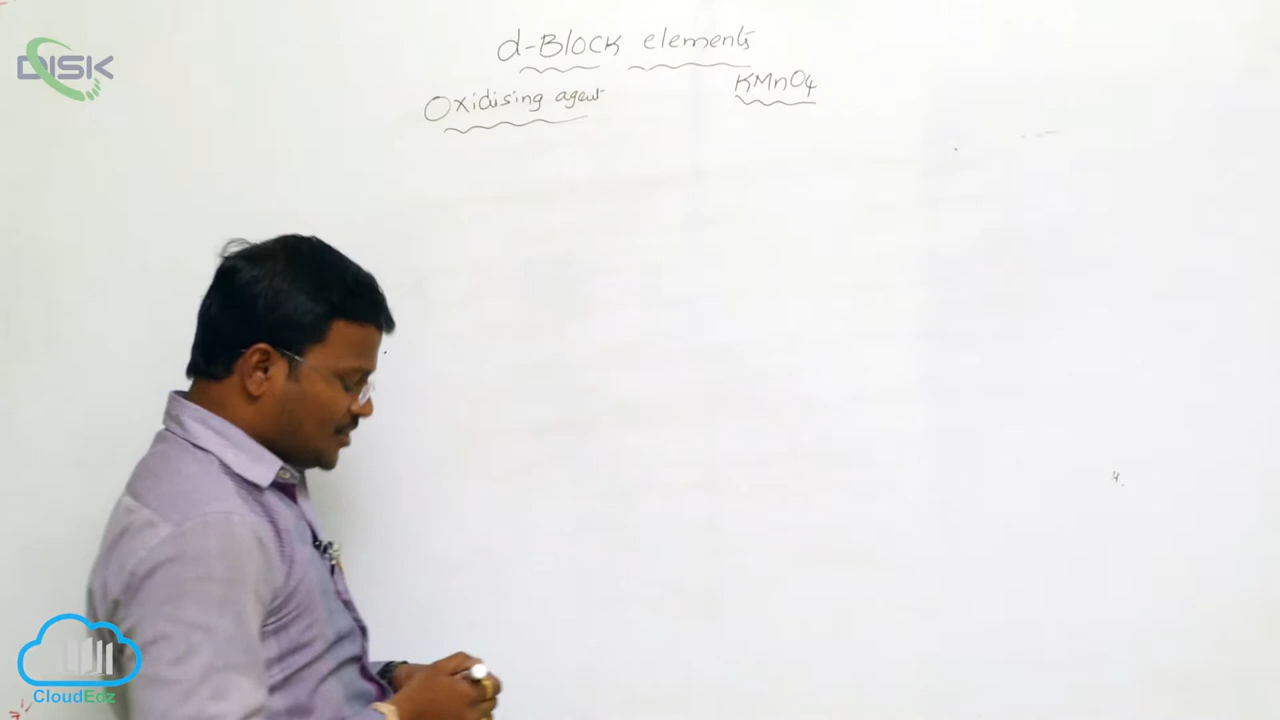 DISK
d-Block elements
KMnO4
Oxidising agent
CloudEdz